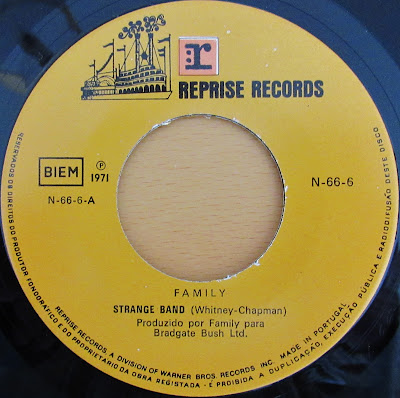 r
REPRISE RECORDS
BIEM
P
1971
N-66-6-A
N-66-6
FAMILY
STRANGE BAND (Whitney-Chapman)
Produzido por Family para
Bradgate Bush Ltd.
RESERVADOS OS DIREITOS DO PRODUTOR FONOGRÁFICO E DO PROPRIETÁRIO DA OBRA REGISTADA - É PROIBIDA A DUPLICAÇÃO, EXECUÇÃO PÚBLICA E RADIODIFUSÃO DESTE DISCO
REPRISE RECORDS, A DIVISION OF WARNER BROS. RECORDS INC. MADE IN PORTUGAL